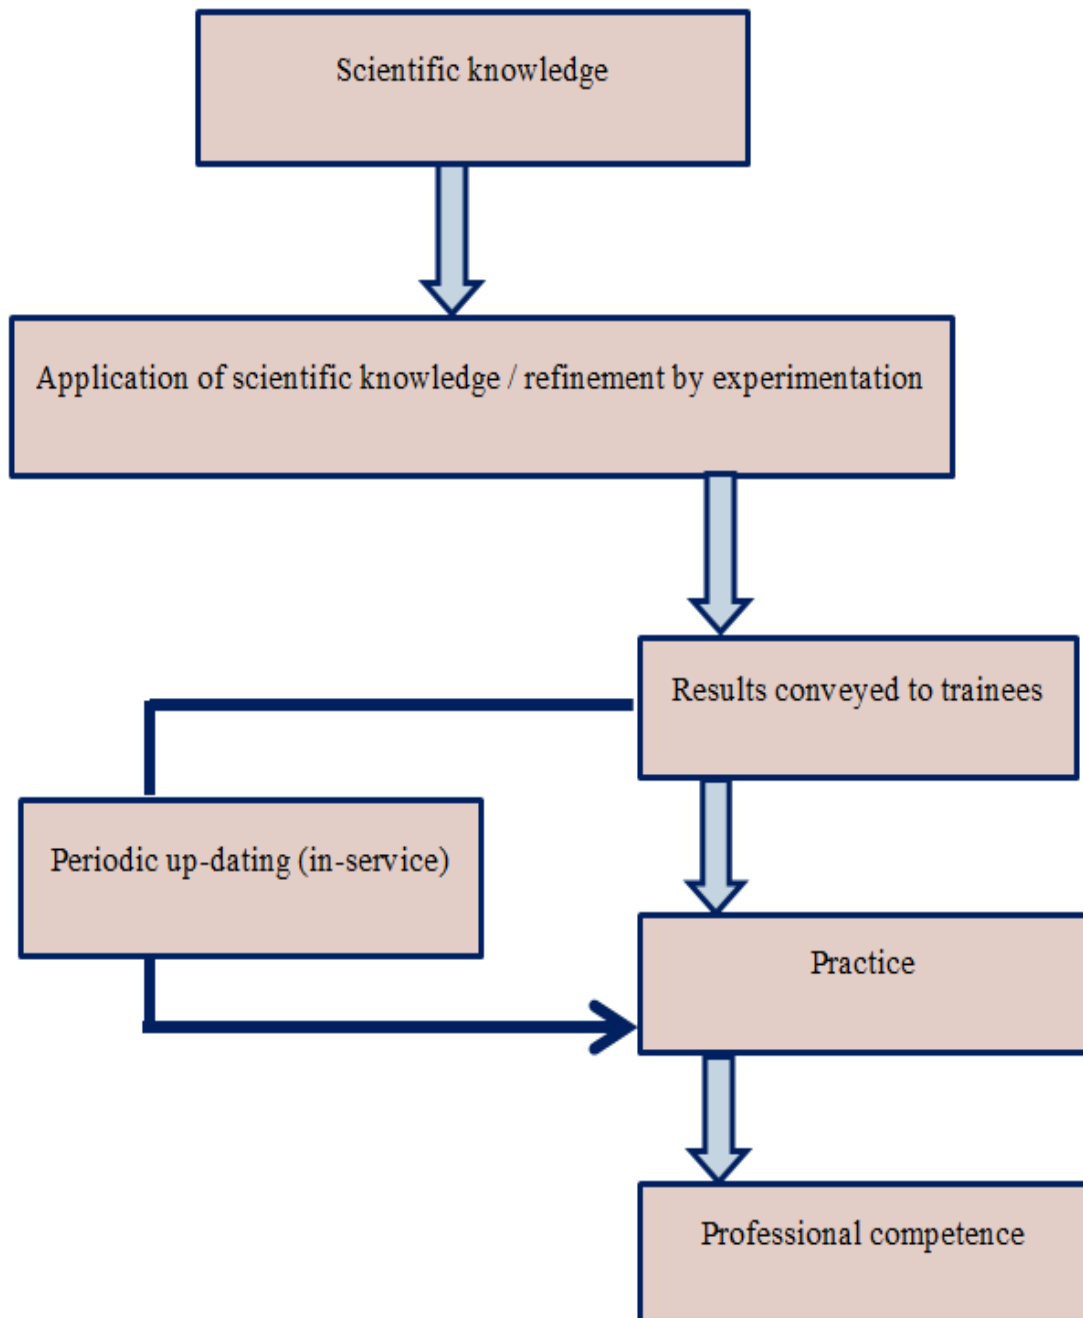 Scientific knowledge
Application of scientific knowledge / refinement by experimentation
Results conveyed to trainees
Periodic up-dating (in-service)
Practice
Professional competence